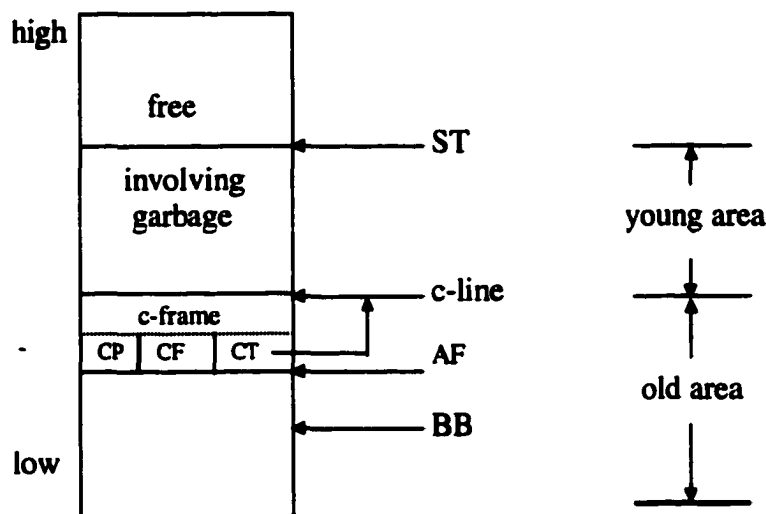 high
free
ST
involving
garbage
young area
c-line
c-frame
CP CF CT
AF
old area
BB
low